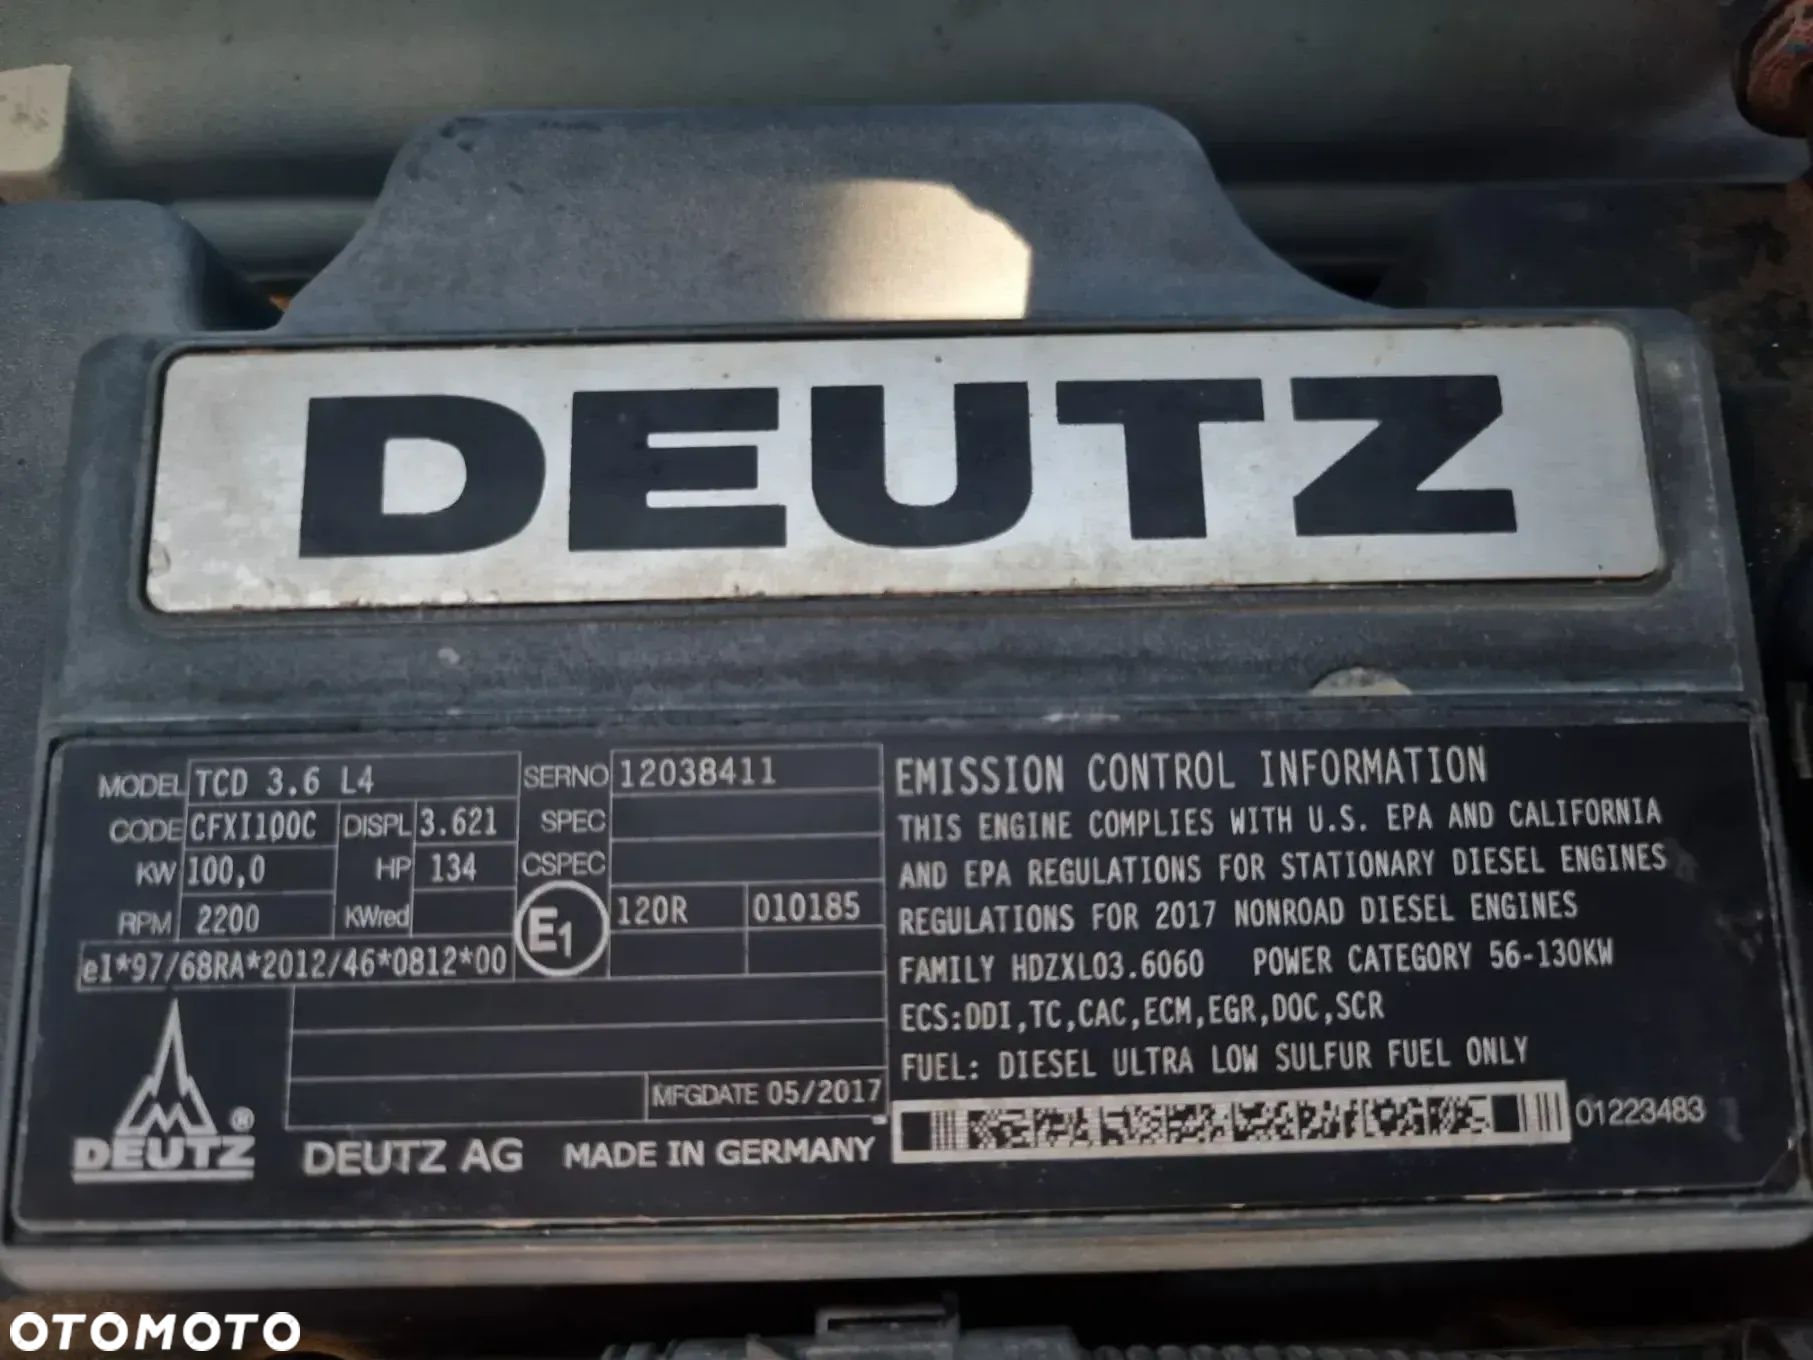 DEUTZ
MODEL TCD 3.6 L4
CODE CFXI100C DISPL 3.621
KW 100,0 HP 134
RPM 2200 KWred
e1*97/68RA*2012/46*0812*00
SERNO 12038411
SPEC
CSPEC
E1 120R 010185
MFGDATE 05/2017
DEUTZ ®
DEUTZ AG MADE IN GERMANY
EMISSION CONTROL INFORMATION
THIS ENGINE COMPLIES WITH U.S. EPA AND CALIFORNIA
AND EPA REGULATIONS FOR STATIONARY DIESEL ENGINES
REGULATIONS FOR 2017 NONROAD DIESEL ENGINES
FAMILY HDZXL03.6060 POWER CATEGORY 56-130KW
ECS:DDI,TC,CAC,ECM,EGR,DOC,SCR
FUEL: DIESEL ULTRA LOW SULFUR FUEL ONLY
01223483
OTOMOTO